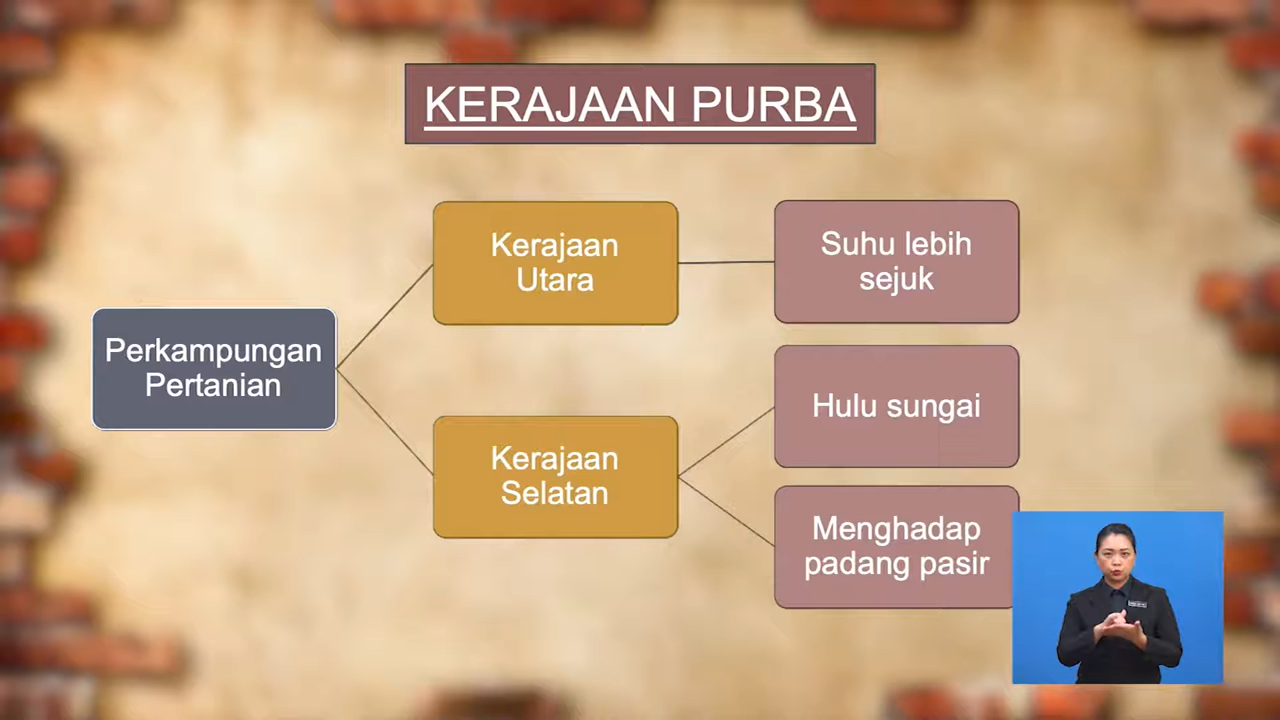 KERAJAAN PURBA
Perkampungan
Pertanian
Kerajaan
Utara
Suhu lebih
sejuk
Kerajaan
Selatan
Hulu sungai
Menghadap
padang pasir